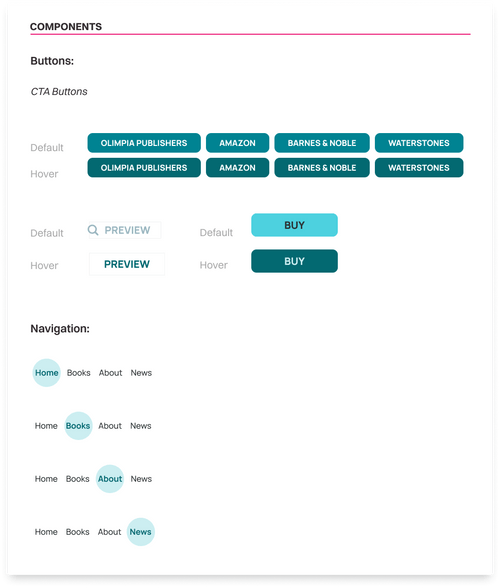 COMPONENTS
Buttons:
CTA Buttons
Default OLIMPIA PUBLISHERS AMAZON BARNES & NOBLE WATERSTONES
Hover OLIMPIA PUBLISHERS AMAZON BARNES & NOBLE WATERSTONES
Default PREVIEW Default BUY
Hover PREVIEW Hover BUY
Navigation:
Home Books About News
Home Books About News
Home Books About News
Home Books About News